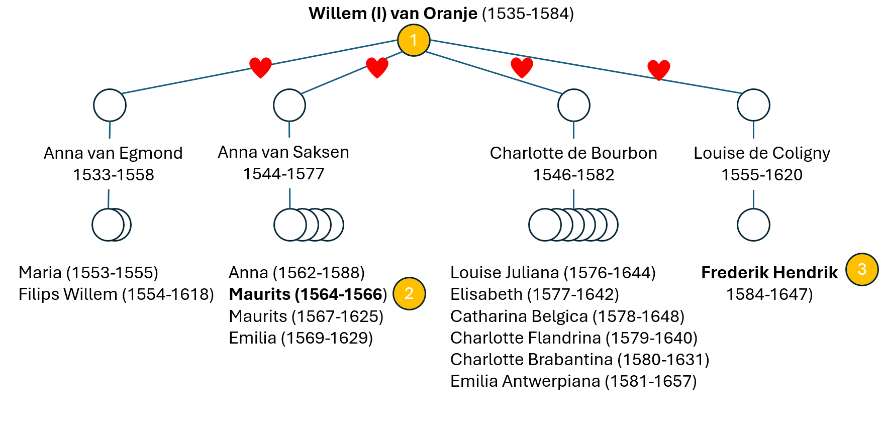 Willem (I) van Oranje (1535-1584)
1
Anna van Egmond
1533-1558
Anna van Saksen
1544-1577
Charlotte de Bourbon
1546-1582
Louise de Coligny
1555-1620
Maria (1553-1555)
Filips Willem (1554-1618)
Anna (1562-1588)
Maurits (1564-1566)
Maurits (1567-1625)
Emilia (1569-1629)
2
Louise Juliana (1576-1644)
Elisabeth (1577-1642)
Catharina Belgica (1578-1648)
Charlotte Flandrina (1579-1640)
Charlotte Brabantina (1580-1631)
Emilia Antwerpiana (1581-1657)
Frederik Hendrik
1584-1647)
3